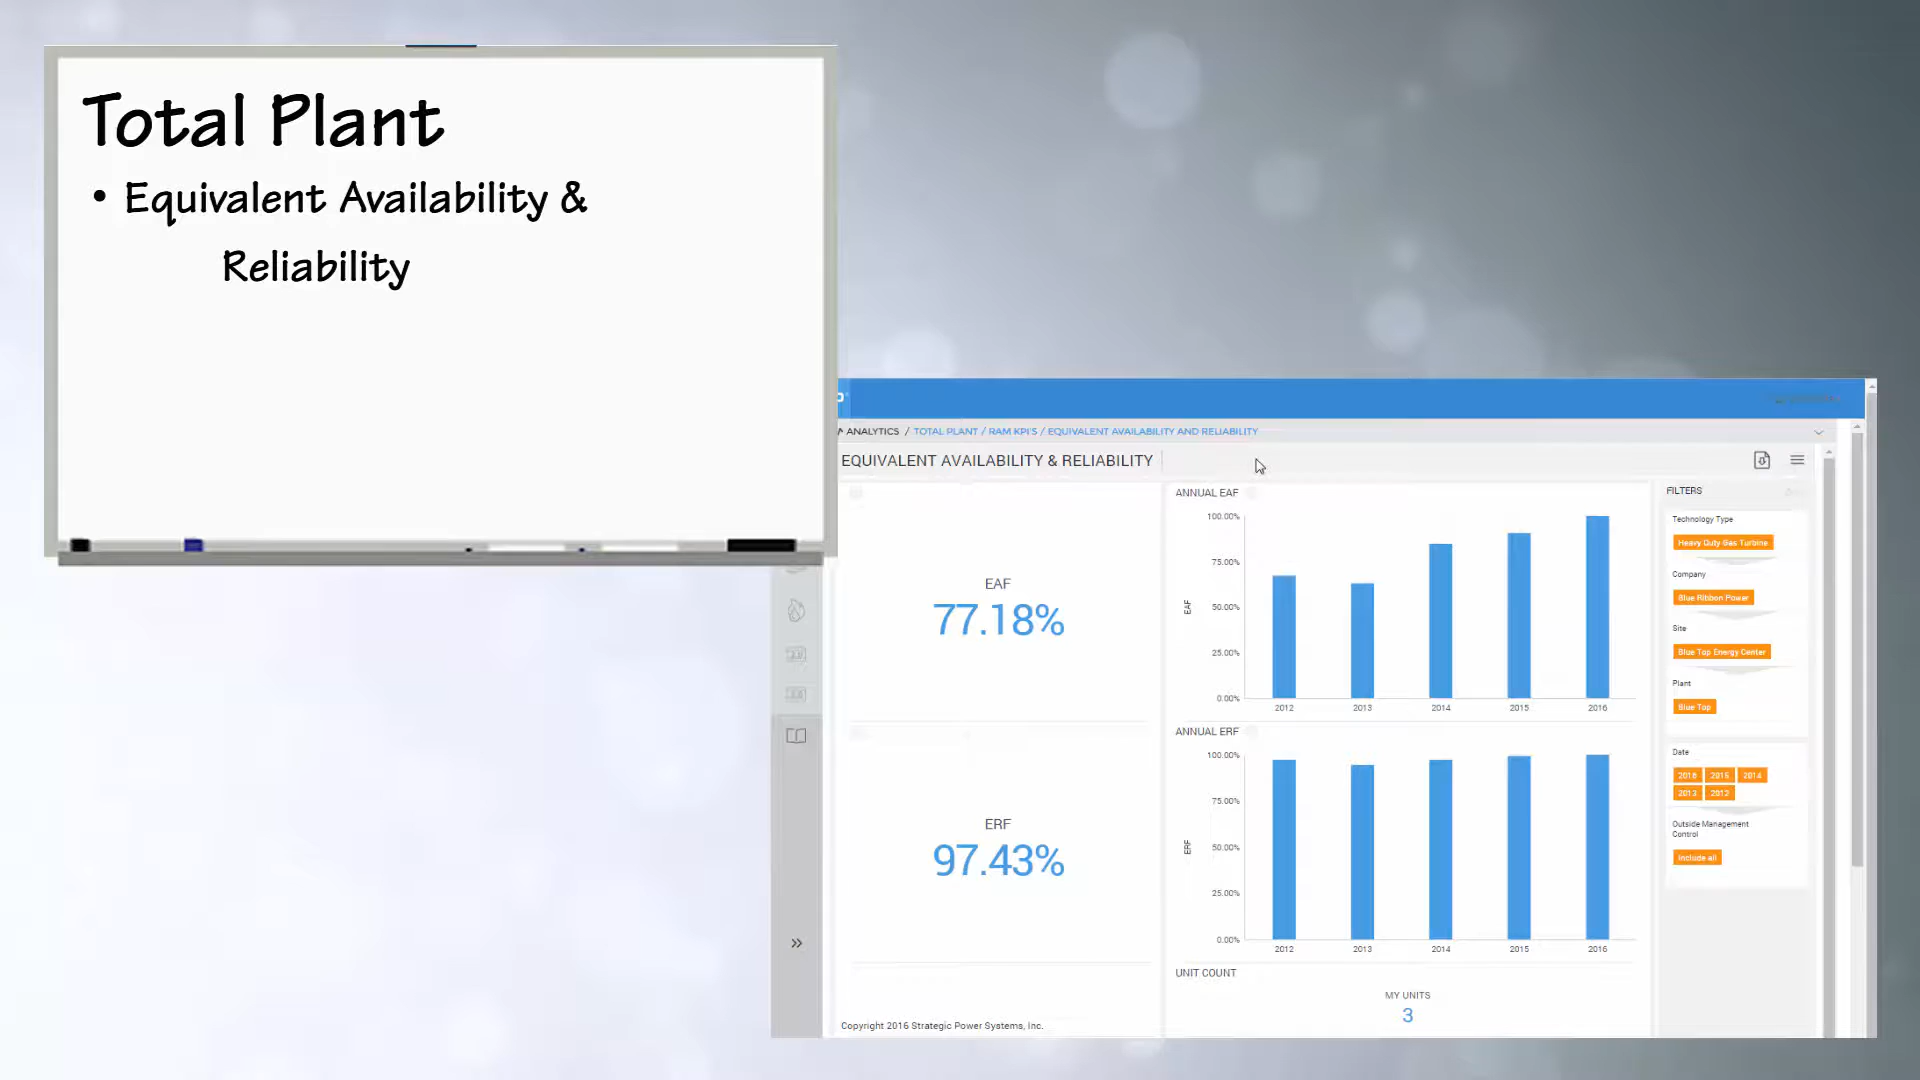 Total Plant
• Equivalent Availability &
Reliability
ANALYTICS / TOTAL PLANT / RAM KPI'S / EQUIVALENT AVAILABILITY AND RELIABILITY
EQUIVALENT AVAILABILITY & RELIABILITY
EAF
77.18%
ERF
97.43%
Copyright 2016 Strategic Power Systems, Inc.
ANNUAL EAF
100.00%
75.00%
50.00%
25.00%
0.00%
EAF
2012 2013 2014 2015 2016
ANNUAL ERF
100.00%
75.00%
50.00%
25.00%
0.00%
ERF
2012 2013 2014 2015 2016
UNIT COUNT
MY UNITS
3
FILTERS
Technology Type
Heavy Duty Gas Turbine
Company
Blue Ribbon Power
Site
Blue Top Energy Center
Plant
Blue Top
Date
2016 2015 2014
2013 2012
Outside Management
Control
Include all